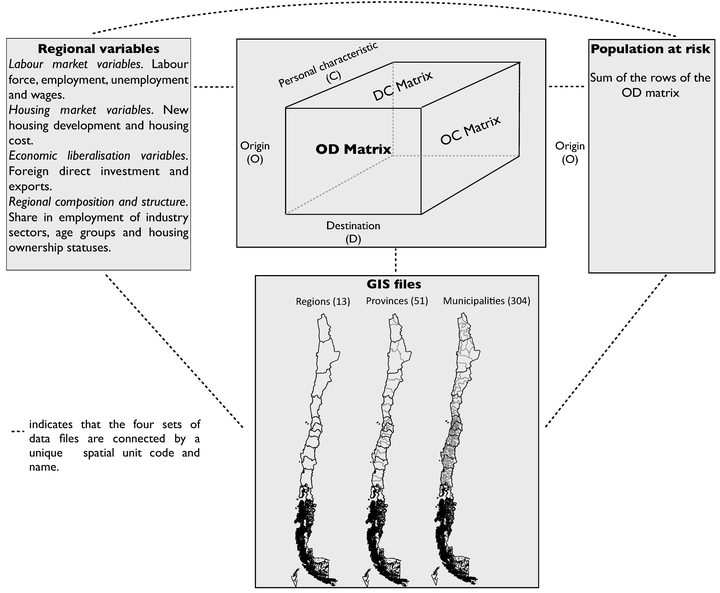 Regional variables
Labour market variables. Labour
force, employment, unemployment
and wages.
Housing market variables. New
housing development and housing
cost.
Economic liberalisation variables.
Foreign direct investment and
exports.
Regional composition and structure.
Share in employment of industry
sectors, age groups and housing
ownership statuses.
Personal characteristic
(C)
DC Matrix
OC Matrix
OD Matrix
Origin
(O)
Destination
(D)
Origin
(O)
Population at risk
Sum of the rows of the
OD matrix
GIS files
Regions (13) Provinces (51) Municipalities (304)
indicates that the four sets of
data files are connected by a
unique spatial unit code and
name.